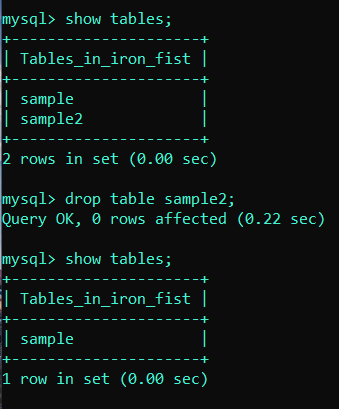 mysql> show tables;
+---------------------+
| Tables_in_iron_fist |
+---------------------+
| sample              |
| sample2             |
+---------------------+
2 rows in set (0.00 sec)

mysql> drop table sample2;
Query OK, 0 rows affected (0.22 sec)

mysql> show tables;
+---------------------+
| Tables_in_iron_fist |
+---------------------+
| sample              |
+---------------------+
1 row in set (0.00 sec)